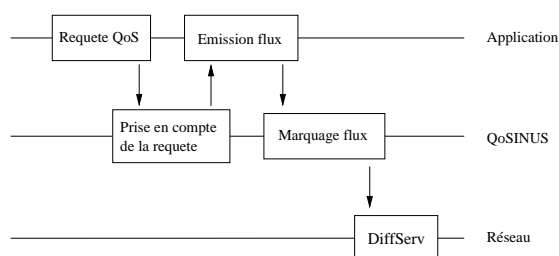 Requete QoS
Emission flux
Application
Prise en compte
de la requete
Marquage flux
QoSINUS
DiffServ
Réseau